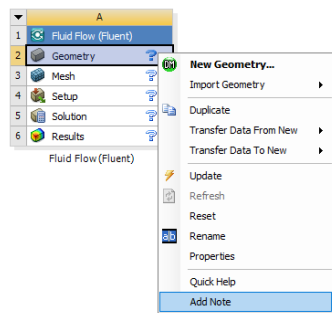 A
1 Fluid Flow (Fluent)
2 Geometry ?
3 Mesh ?
4 Setup ?
5 Solution ?
6 Results ?
Fluid Flow (Fluent)
DM New Geometry...
Import Geometry
Duplicate
Transfer Data From New
Transfer Data To New
Update
Refresh
Reset
ab Rename
Properties
Quick Help
Add Note